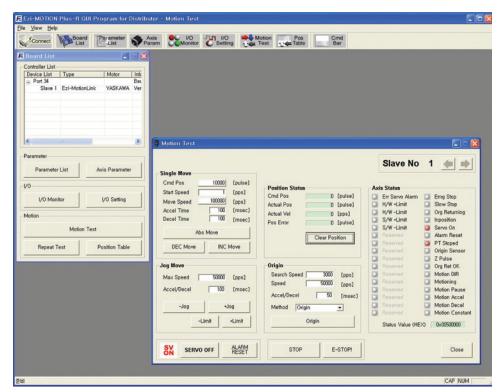 Ezi-MOTION Plus-R GUI Program for Distributor - Motion Test
File View Help
Connect
Board List
Parameter List
Axis Param
I/O Monitor
I/O Setting
Motion Test
Pos Table
Cmd Bar
Board List
Controller List
Device List Type Motor
Port 34
Slave 1 Ezi-MotionLink YASKAWA Ver
Parameter
Parameter List Axis Parameter
I/O
I/O Monitor I/O Setting
Motion
Motion Test
Repeat Test Position Table
Motion Test
Slave No 1
Single Move
Cmd Pos 10000 [pulse]
Start Speed 1 [pps]
Move Speed 100000 [pps]
Accel Time 100 [msec]
Decel Time 100 [msec]
Abs Move
DEC Move INC Move
Position Status
Cmd Pos 0 [pulse]
Actual Pos 0 [pulse]
Actual Vel 0 [pps]
Pos Error 0 [pulse]
Clear Position
Jog Move
Max Speed 50000 [pps]
Accel/Decel 100 [msec]
-Jog +Jog
-Limit +Limit
Origin
Search Speed 3000 [pps]
Speed 50000 [pps]
Accel/Decel 50 [msec]
Method Origin
Origin
Axis Status
Err Servo Alarm
H/W +Limit
H/W -Limit
S/W +Limit
S/W -Limit
Reserved
Reserved
Reserved
Reserved
Reserved
Reserved
Reserved
Reserved
Reserved
Emg Stop
Slow Stop
Org Returning
Inposition
Servo On
Alarm Reset
PT Stoped
Origin Sensor
Z Pulse
Org Ret OK
Motion DIR
Motioning
Motion Pause
Motion Accel
Motion Decel
Motion Constant
Status Value (HEX) 0x00500000
SV ON
SERVO OFF
ALARM RESET
STOP
E-STOP!
Close
CAP NUM